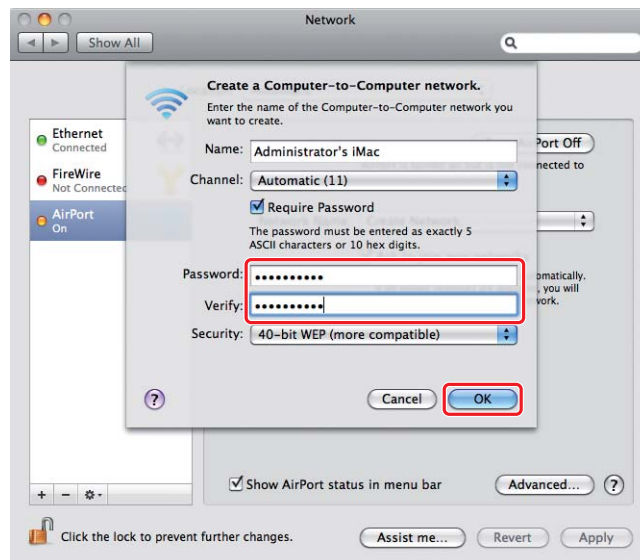 Network
Show All
Create a Computer-to-Computer network.
Enter the name of the Computer-to-Computer network you
want to create.
Name: Administrator's iMac
Channel: Automatic (11)
Require Password
The password must be entered as exactly 5
ASCII characters or 10 hex digits.
Password: ••••••••••
Verify: ••••••••••
Security: 40-bit WEP (more compatible)
? Cancel OK
Ethernet
Connected
FireWire
Not Connected
AirPort
On
Port Off
nected to
omatically.
, you will
work.
Show AirPort status in menu bar
Advanced... ?
Click the lock to prevent further changes.
Assist me... Revert Apply